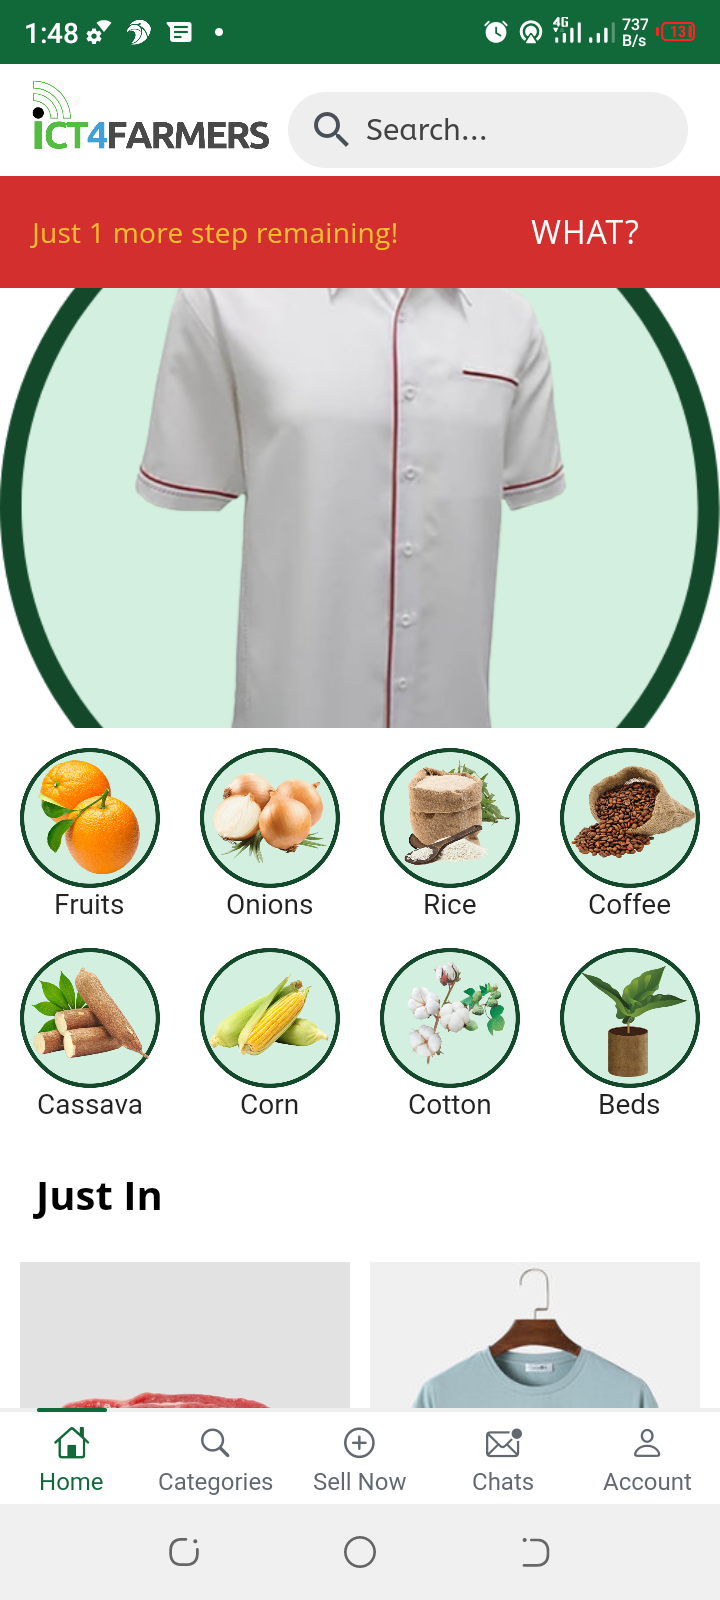 1:48
4G
737
B/s
13
iCT4FARMERS
Search...
Just 1 more step remaining!
WHAT?
Fruits
Onions
Rice
Coffee
Cassava
Corn
Cotton
Beds
Just In
Home
Categories
Sell Now
Chats
Account